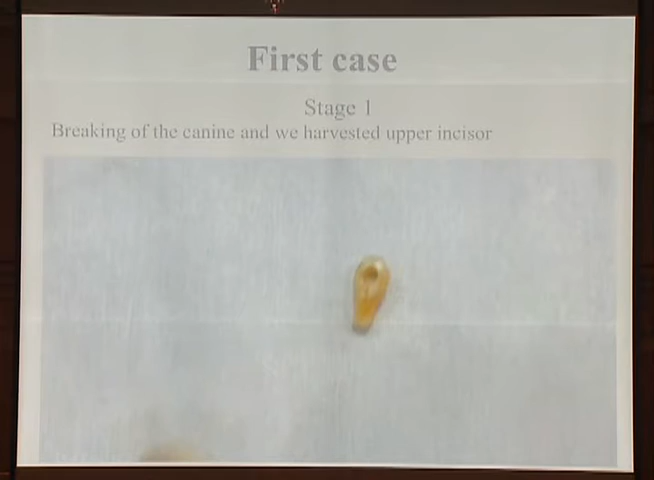 First case
Stage 1
Breaking of the canine and we harvested upper incisor